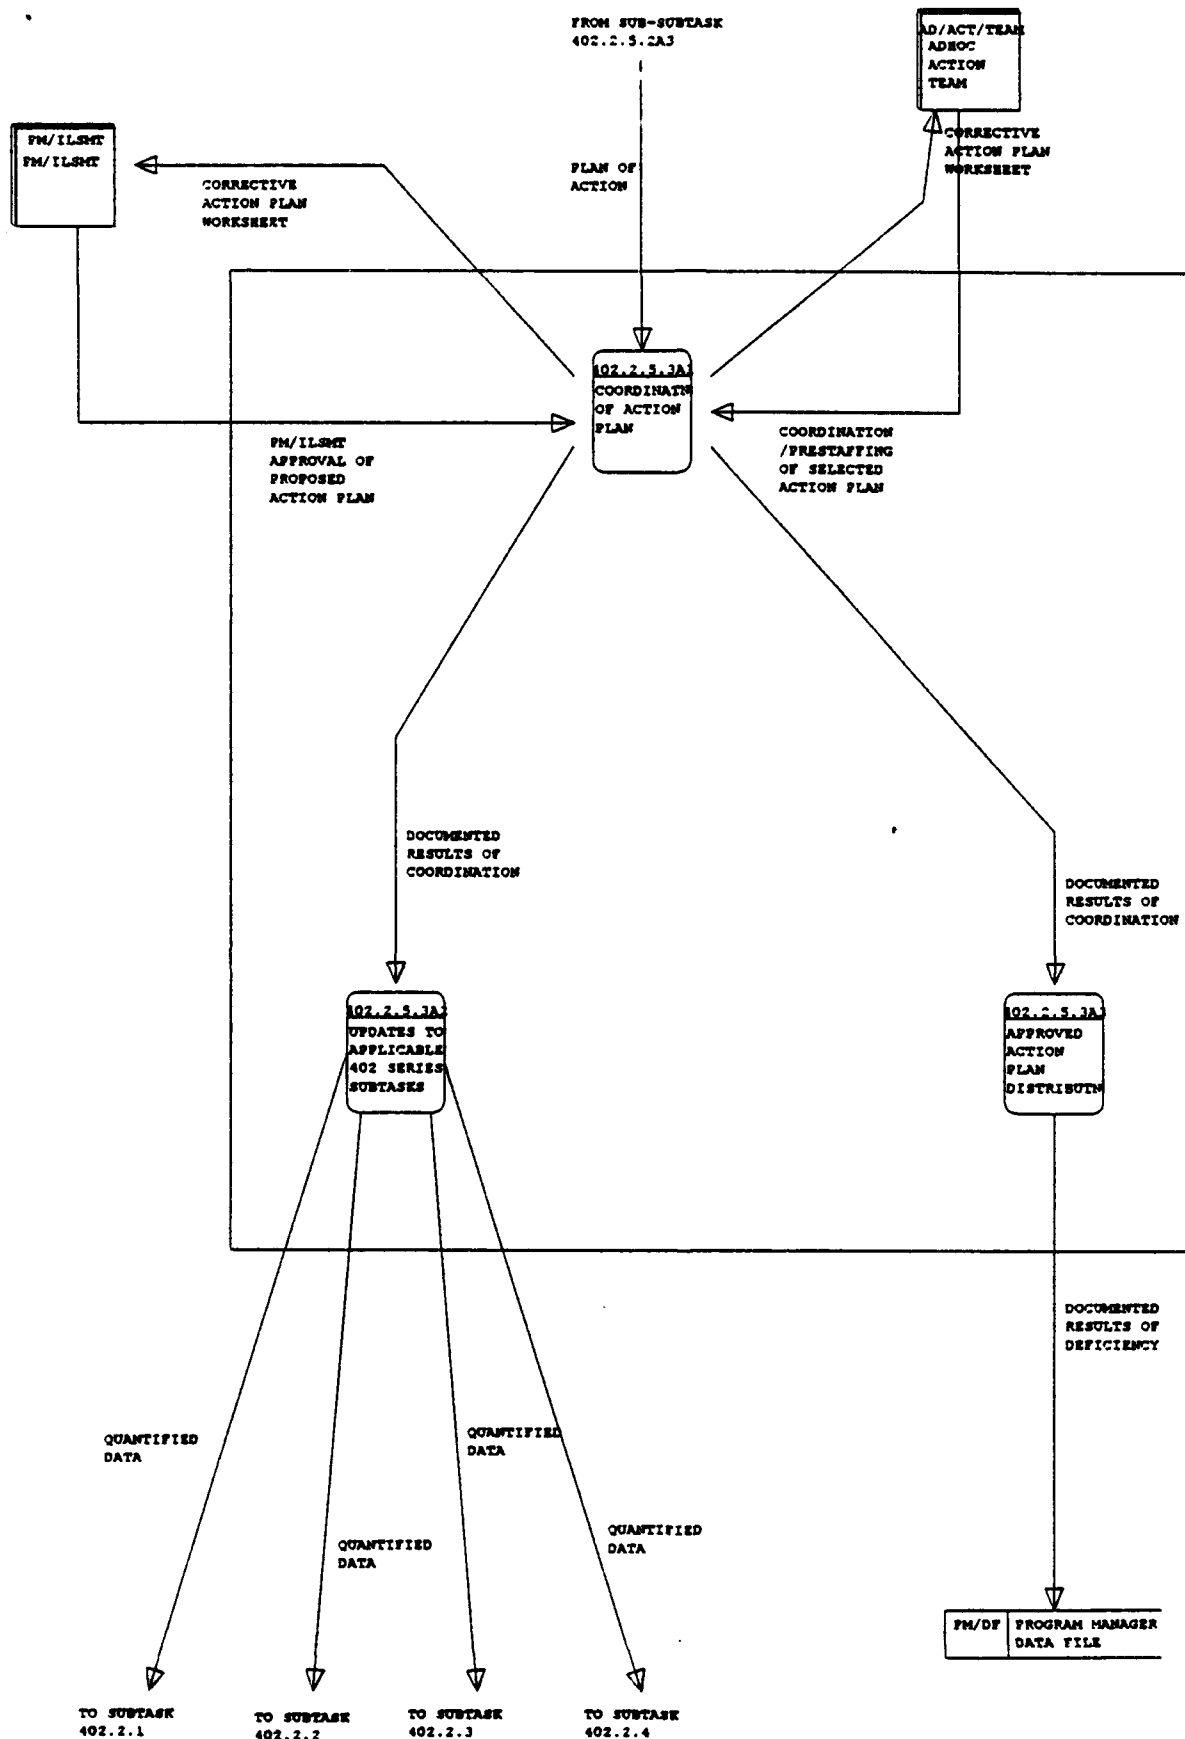 FROM SUB-SUBTASK
402.2.5.2A3
AD/ACT/TEAM
ADHOC
ACTION
TEAM
PM/ILSMT
PM/ILSMT
CORRECTIVE
ACTION PLAN
WORKSHEET
PLAN OF
ACTION
CORRECTIVE
ACTION PLAN
WORKSHEET
402.2.5.3A1
COORDINATN
OF ACTION
PLAN
PM/ILSMT
APPROVAL OF
PROPOSED
ACTION PLAN
COORDINATION
/PRESTAFFING
OF SELECTED
ACTION PLAN
DOCUMENTED
RESULTS OF
COORDINATION
DOCUMENTED
RESULTS OF
COORDINATION
402.2.5.3A2
UPDATES TO
APPLICABLE
402 SERIES
SUBTASKS
402.2.5.3A3
APPROVED
ACTION
PLAN
DISTRIBUTN
DOCUMENTED
RESULTS OF
DEFICIENCY
QUANTIFIED
DATA
QUANTIFIED
DATA
QUANTIFIED
DATA
QUANTIFIED
DATA
PM/DF
PROGRAM MANAGER
DATA FILE
TO SUBTASK
402.2.1
TO SUBTASK
402.2.2
TO SUBTASK
402.2.3
TO SUBTASK
402.2.4